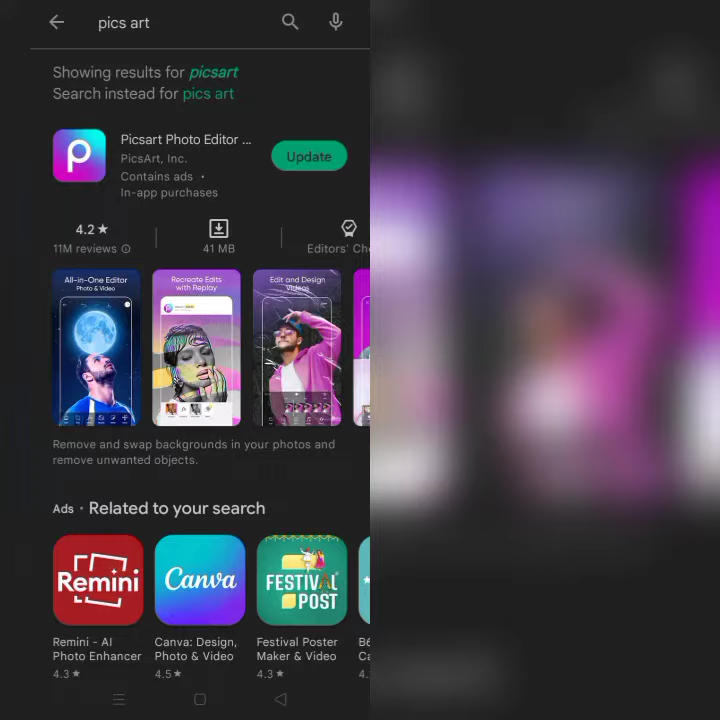 pics art
Showing results for picsart
Search instead for pics art
Picsart Photo Editor ...
PicsArt, Inc.
Contains ads •
In-app purchases
Update
4.2★
11M reviews
41 MB
Editors' Cho
All-in-One Editor
Photo & Video
Recreate Edits
with Replay
Edit and Design
Videos
Remove and swap backgrounds in your photos and
remove unwanted objects.
Ads • Related to your search
Remini
Canva
FESTIVAL
POST
Remini - AI
Photo Enhancer
4.3★
Canva: Design,
Photo & Video
4.5★
Festival Poster
Maker & Video
4.3★
B6
Ca
4.